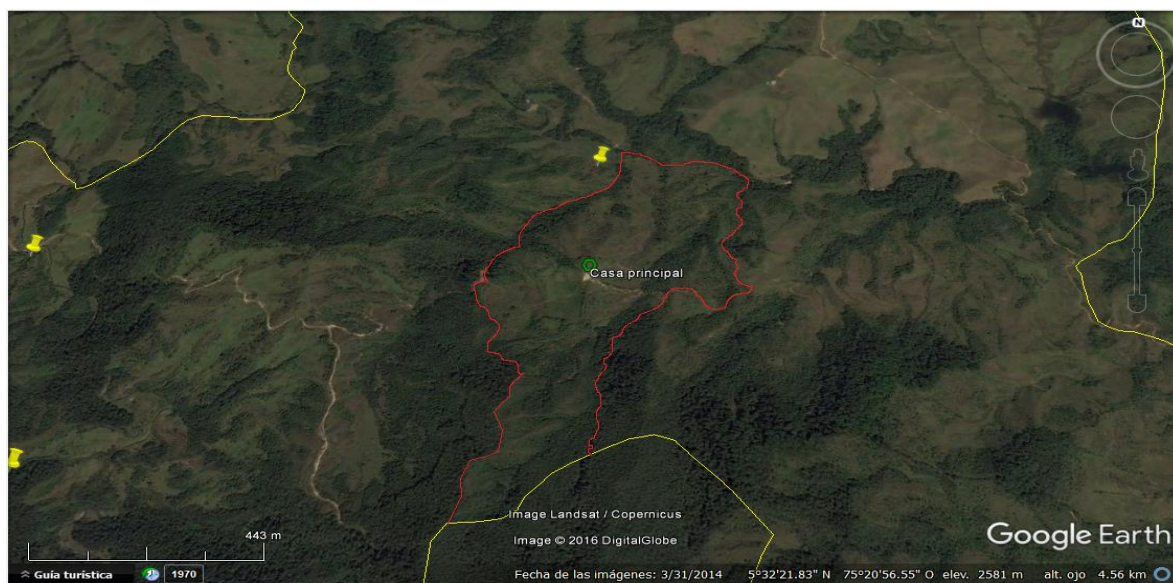 N
Casa principal
Image Landsat / Copernicus
443 m
Image © 2016 DigitalGlobe
Google Earth
Guía turística
1970
Fecha de las imágenes: 3/31/2014 5°32'21.83" N 75°20'56.55" O elev. 2581 m alt. ojo 4.56 km